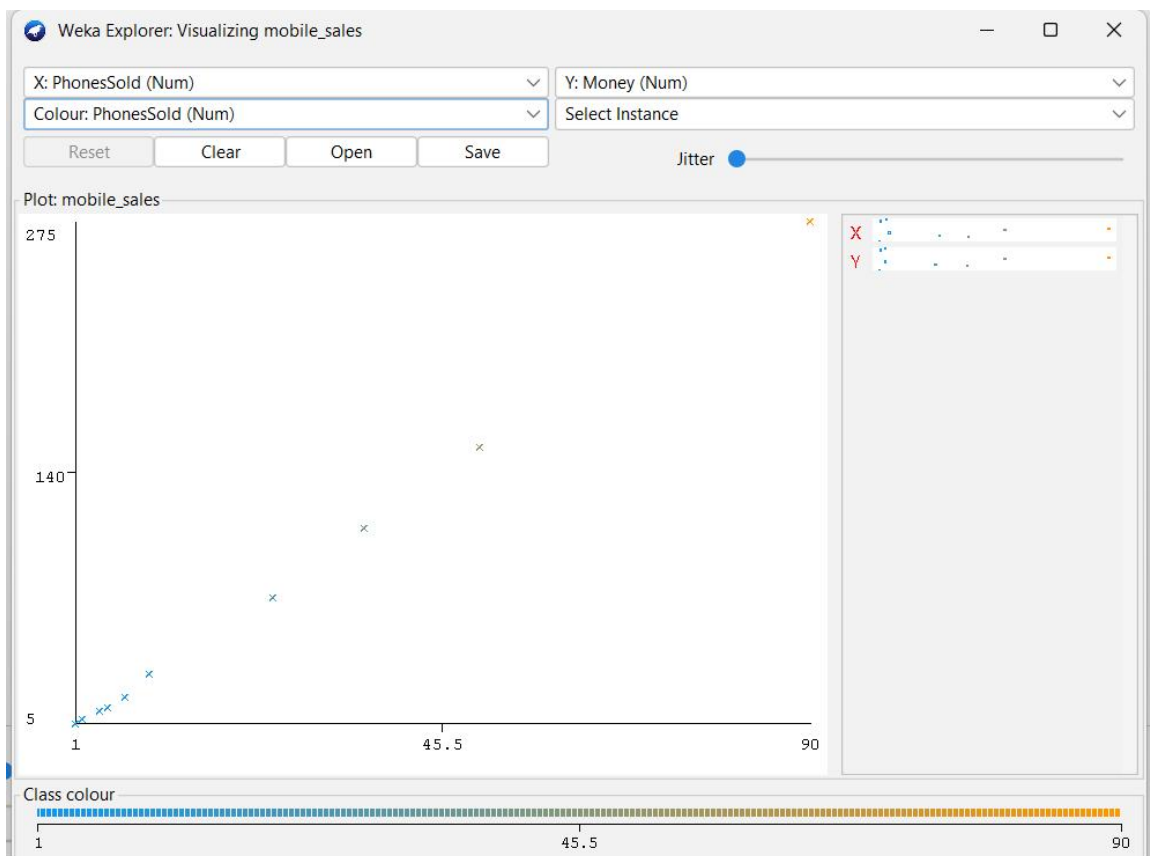 Weka Explorer: Visualizing mobile_sales
X: PhonesSold (Num) Y: Money (Num)
Colour: PhonesSold (Num) Select Instance
Reset Clear Open Save Jitter
Plot: mobile_sales
275
140
5
1 45.5 90
X
Y
Class colour
1 45.5 90